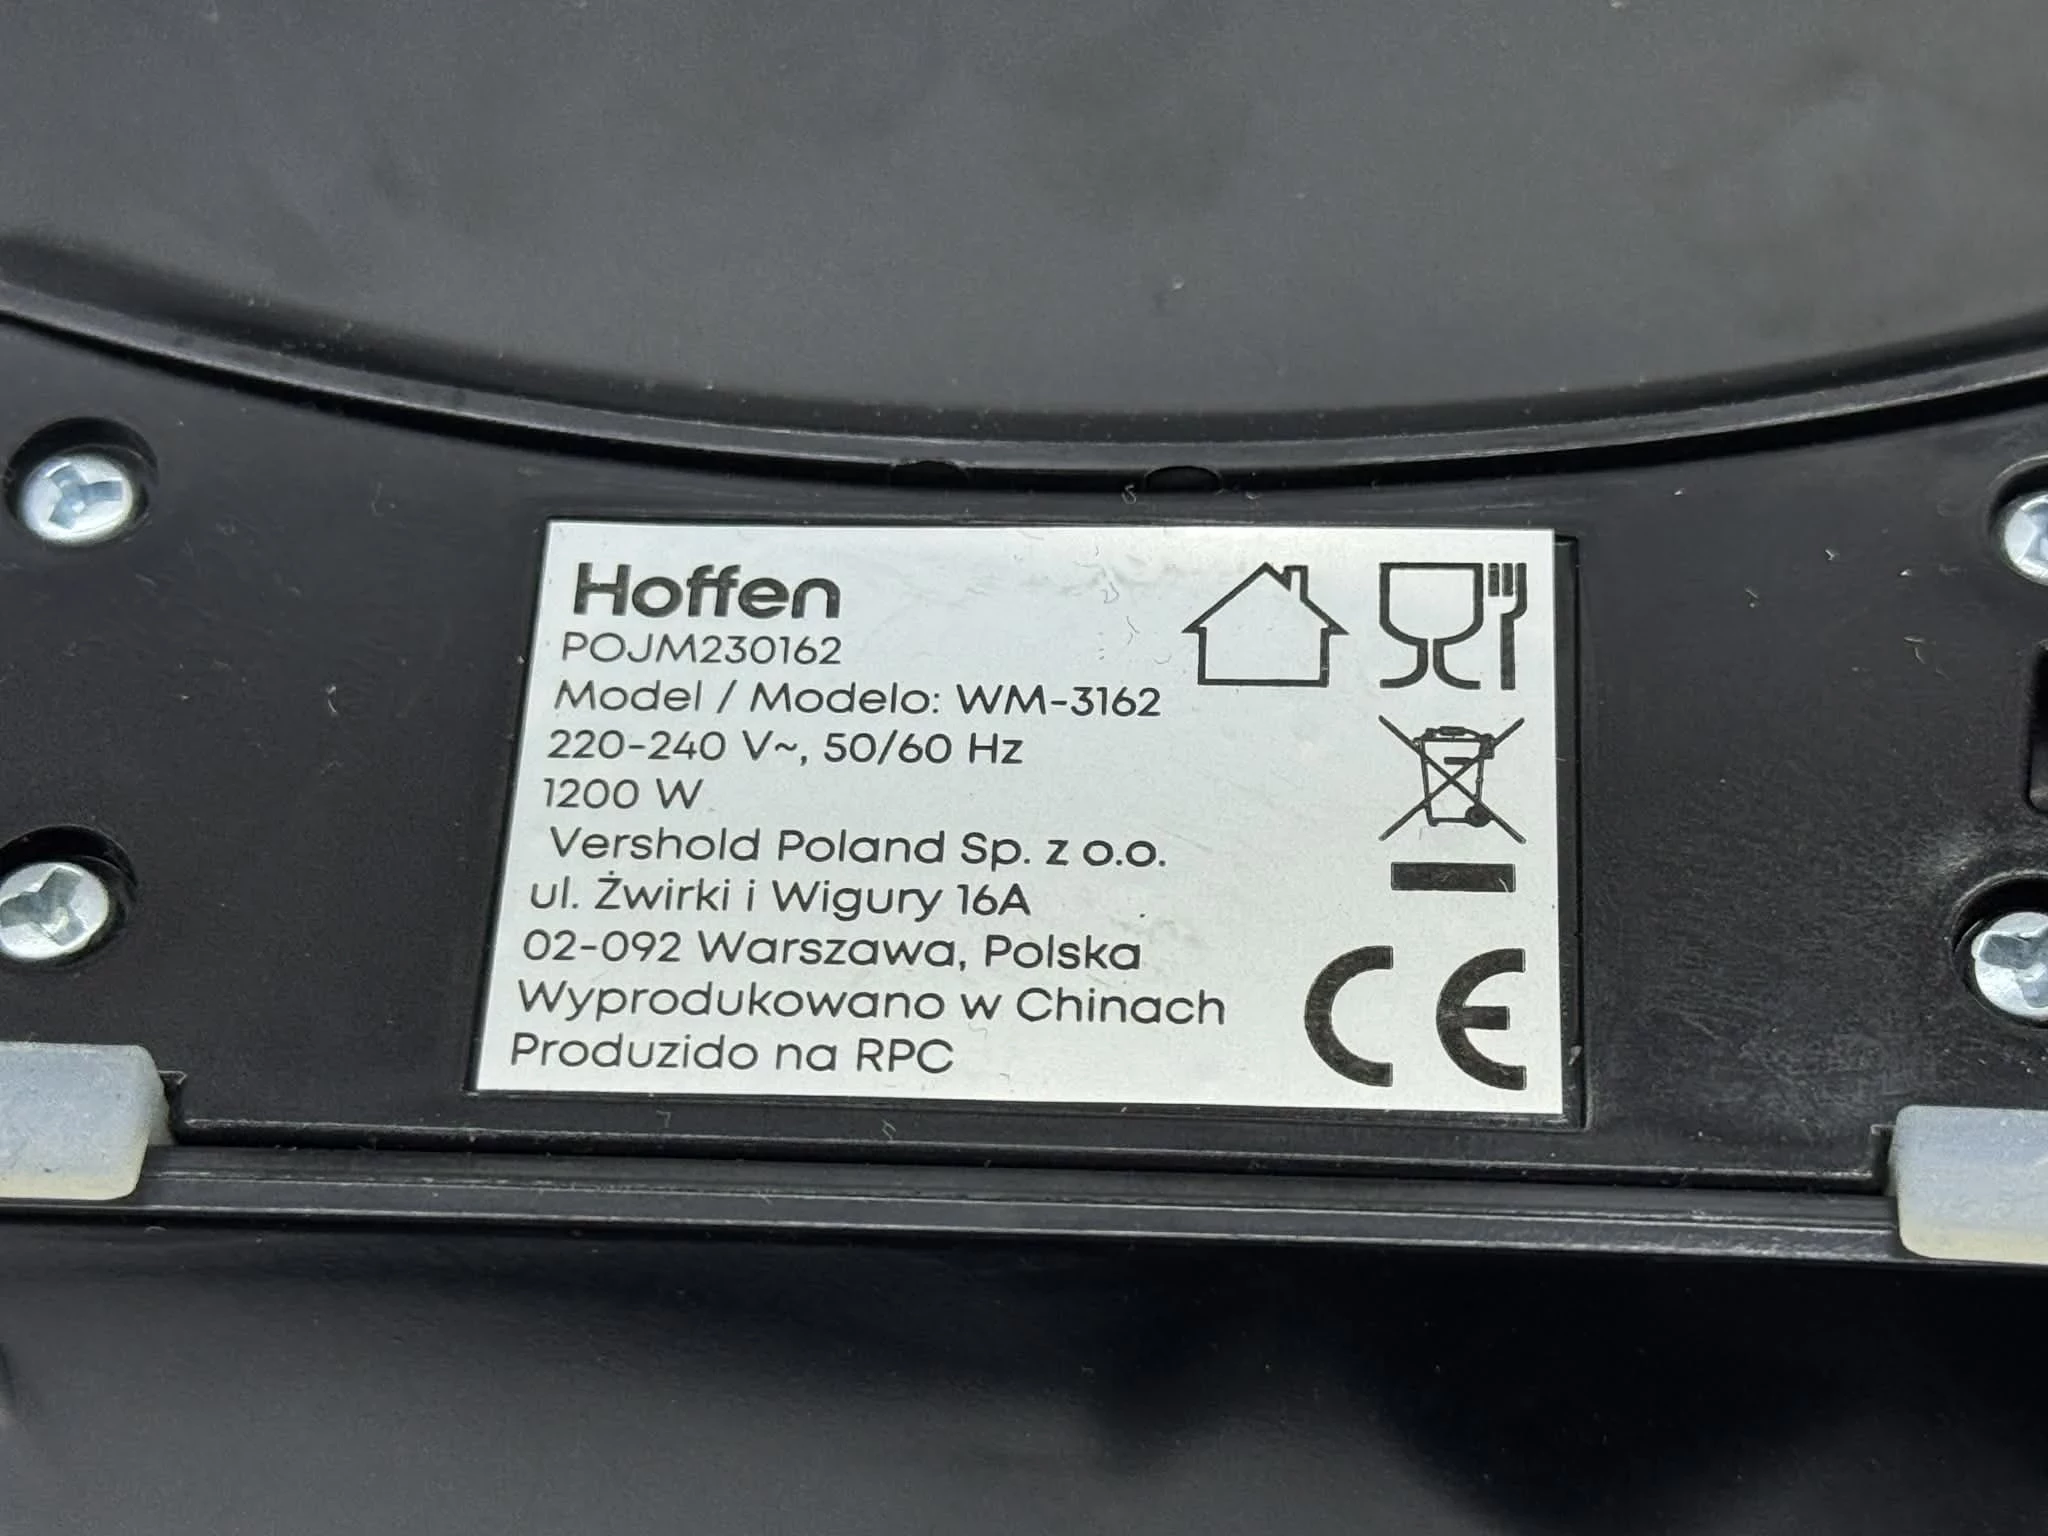 Hoffen
POJM230162
Model / Modelo: WM-3162
220-240 V~, 50/60 Hz
1200 W
Vershold Poland Sp. z o.o.
ul. Żwirki i Wigury 16A
02-092 Warszawa, Polska
Wyprodukowano w Chinach
Produzido na RPC
CE